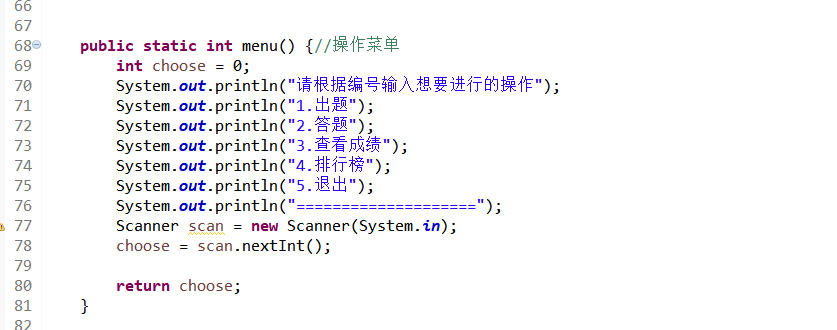 66
67
68 public static int menu() {//操作菜单
69 int choose = 0;
70 System.out.println("请根据编号输入想要进行的操作");
71 System.out.println("1.出题");
72 System.out.println("2.答题");
73 System.out.println("3.查看成绩");
74 System.out.println("4.排行榜");
75 System.out.println("5.退出");
76 System.out.println("====================");
77 Scanner scan = new Scanner(System.in);
78 choose = scan.nextInt();
79
80 return choose;
81 }
82